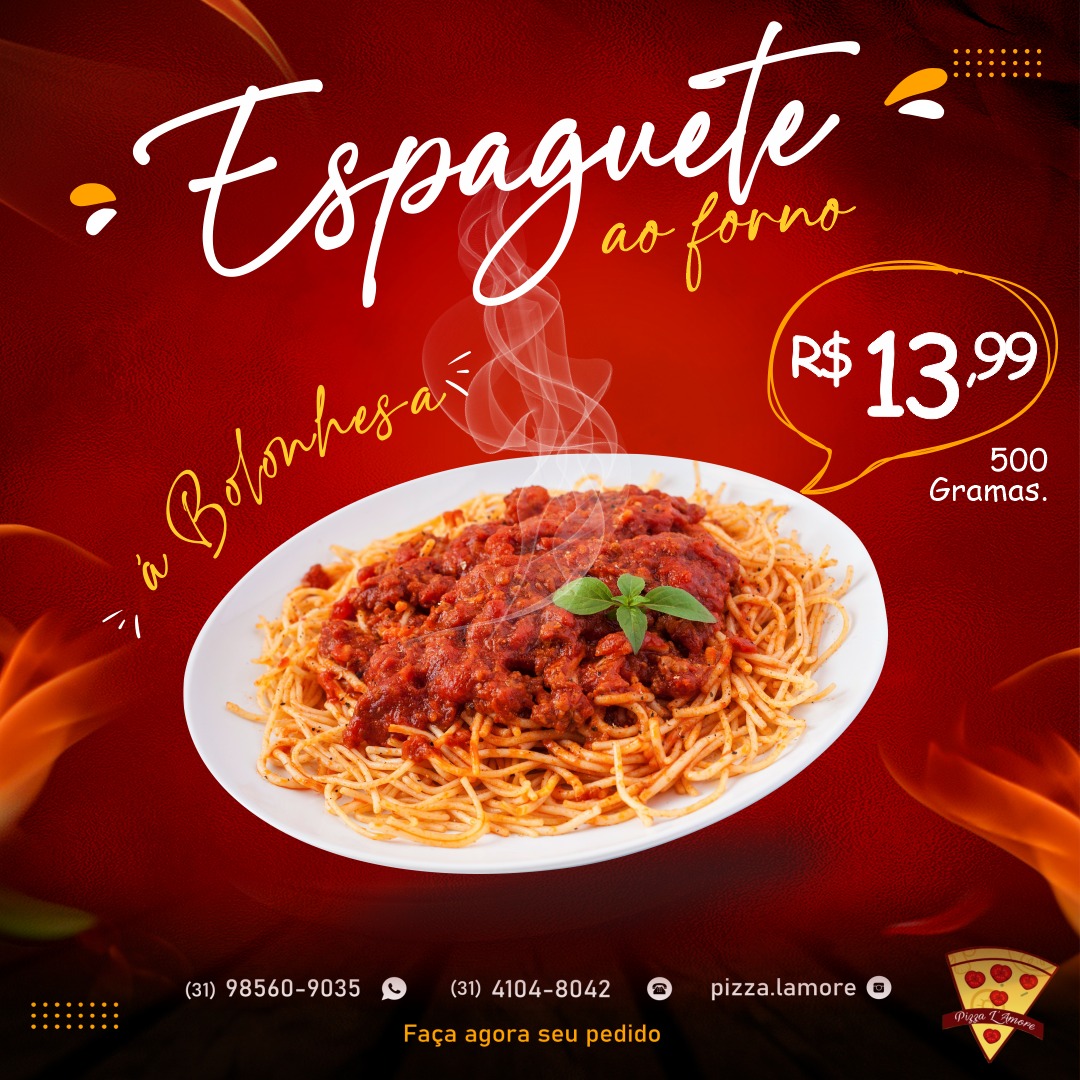 Espaguete
ao forno
R$ 13,99
500
Gramas.
à Bolonhesa
(31) 98560-9035 (31) 4104-8042 pizza.lamore
Faça agora seu pedido
Pizza L'Amore